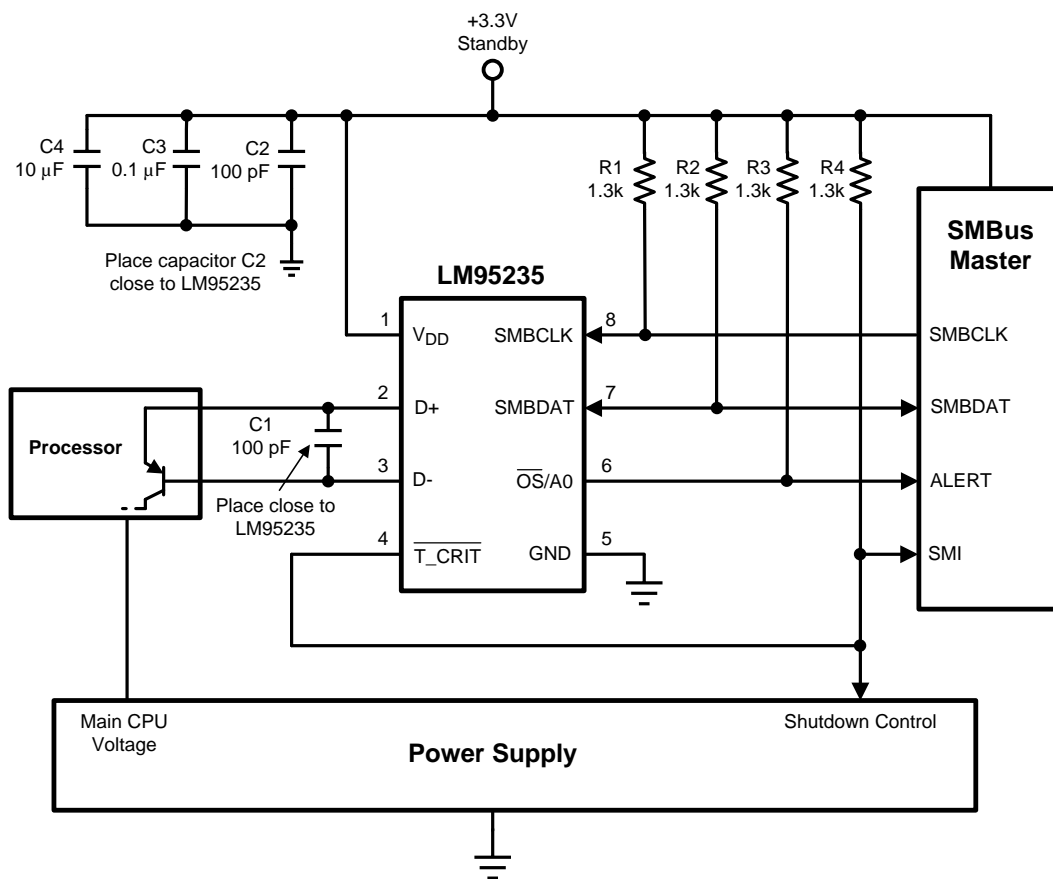 +3.3V
Standby
C4
10 μF
C3
0.1 μF
C2
100 pF
R1
1.3k
R2
1.3k
R3
1.3k
R4
1.3k
Place capacitor C2
close to LM95235
LM95235
SMBus
Master
1
VDD
SMBCLK
8
SMBCLK
2
D+
SMBDAT
7
SMBDAT
Processor
C1
100 pF
3
D-
OS/A0
6
ALERT
Place close to
LM95235
4
T_CRIT
GND
5
SMI
Main CPU
Voltage
Shutdown Control
Power Supply